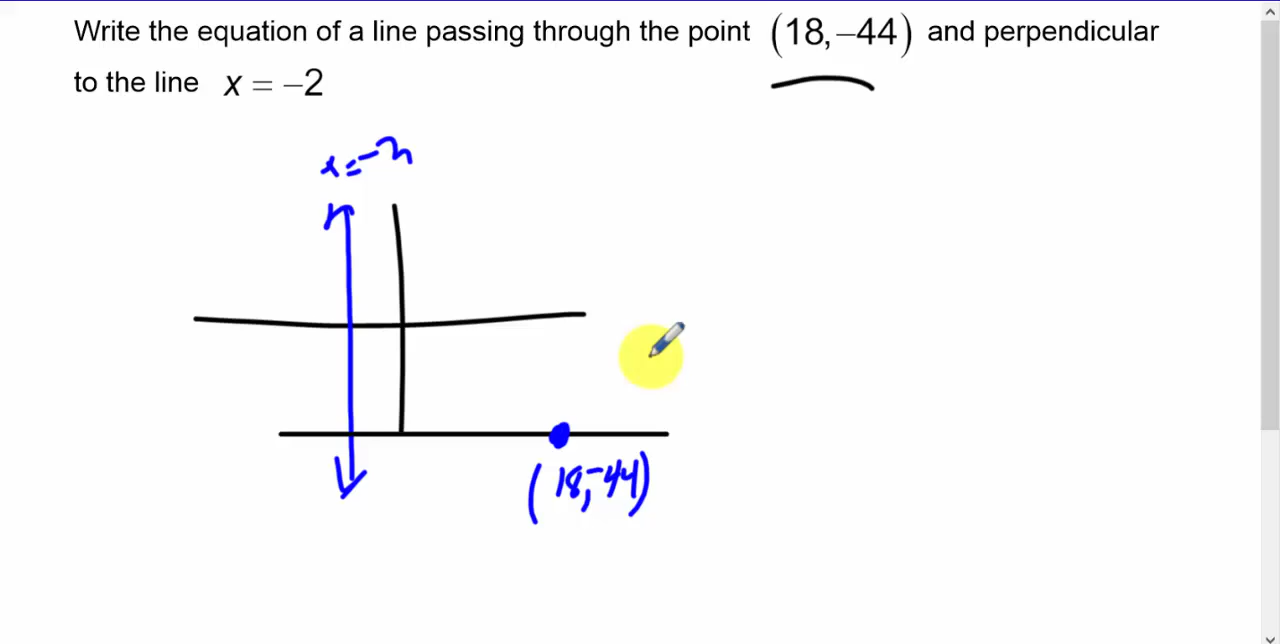 Write the equation of a line passing through the point (18,–44) and perpendicular
to the line x = –2
x=-2
(18,-44)